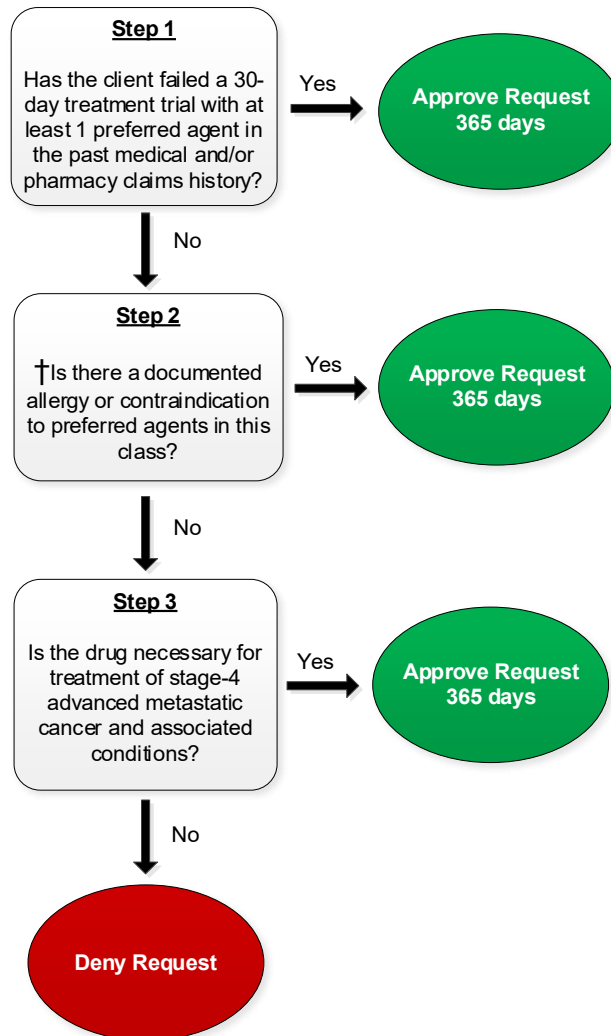 Step 1
Has the client failed a 30-
day treatment trial with at
least 1 preferred agent in
the past medical and/or
pharmacy claims history?
Yes
Approve Request
365 days
No
Step 2
†Is there a documented
allergy or contraindication
to preferred agents in this
class?
Yes
Approve Request
365 days
No
Step 3
Is the drug necessary for
treatment of stage-4
advanced metastatic
cancer and associated
conditions?
Yes
Approve Request
365 days
No
Deny Request